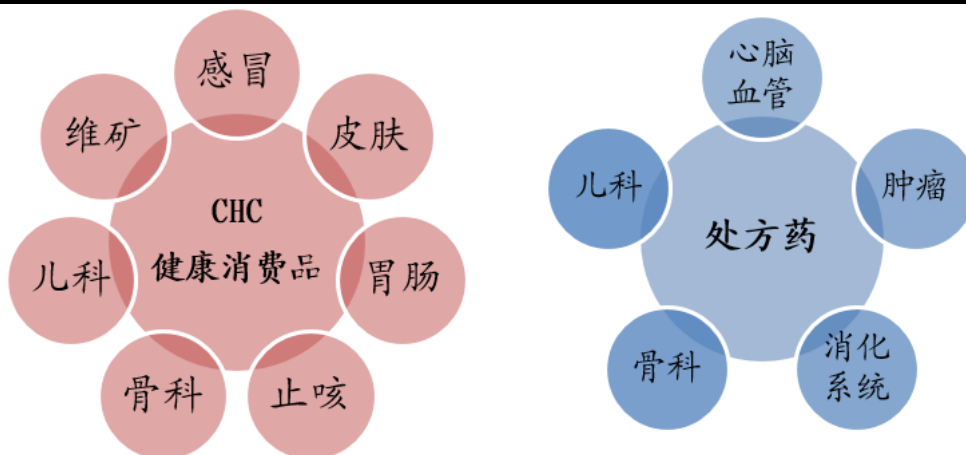 感冒
皮肤
胃肠
止咳
骨科
儿科
维矿
CHC
健康消费品
心脑
血管
肿瘤
消化
系统
骨科
儿科
处方药